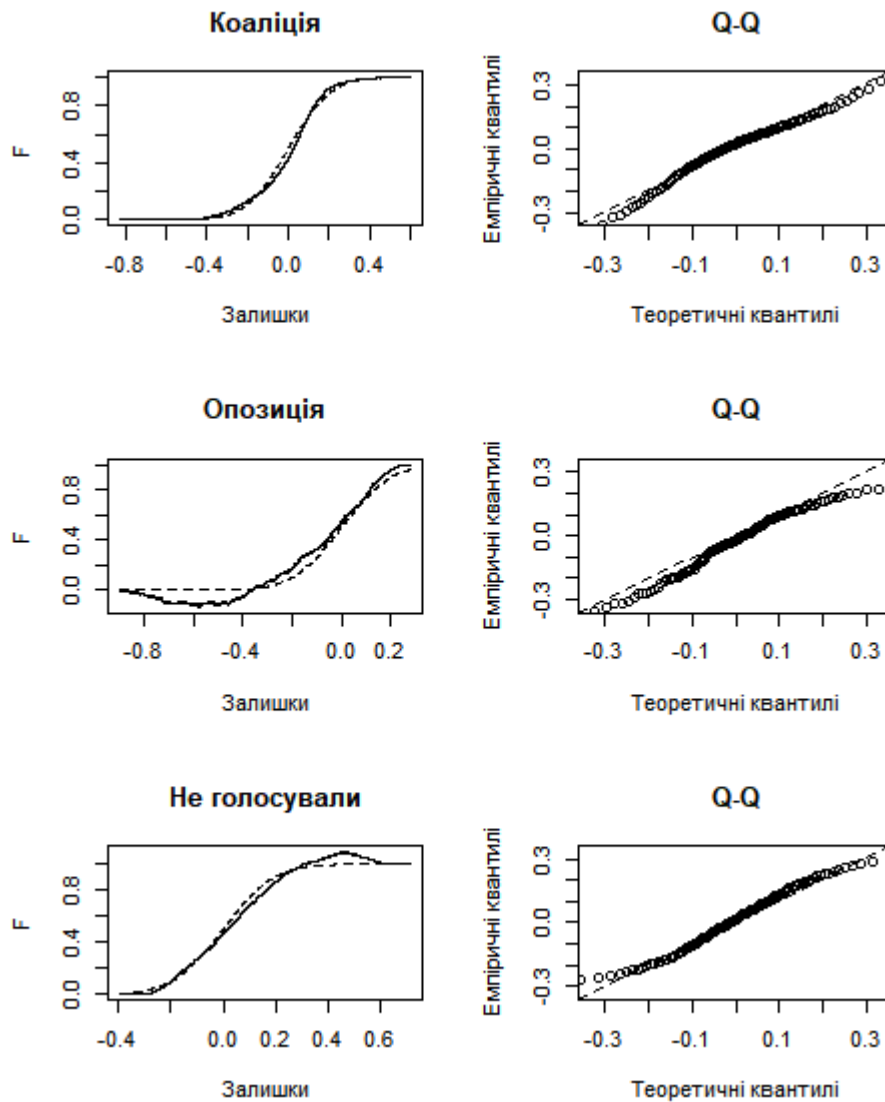 Коаліція
Q-Q
F
0.0 0.4 0.8
-0.8 -0.4 0.0 0.4
Залишки
Емпіричні квантилі
-0.3 0.0 0.3
-0.3 -0.1 0.1 0.3
Теоретичні квантилі
Опозиція
Q-Q
F
0.0 0.4 0.8
-0.8 -0.4 0.0 0.2
Залишки
Емпіричні квантилі
-0.3 0.0 0.3
-0.3 -0.1 0.1 0.3
Теоретичні квантилі
Не голосували
Q-Q
F
0.0 0.4 0.8
-0.4 0.0 0.2 0.4 0.6
Залишки
Емпіричні квантилі
-0.3 0.0 0.3
-0.3 -0.1 0.1 0.3
Теоретичні квантилі